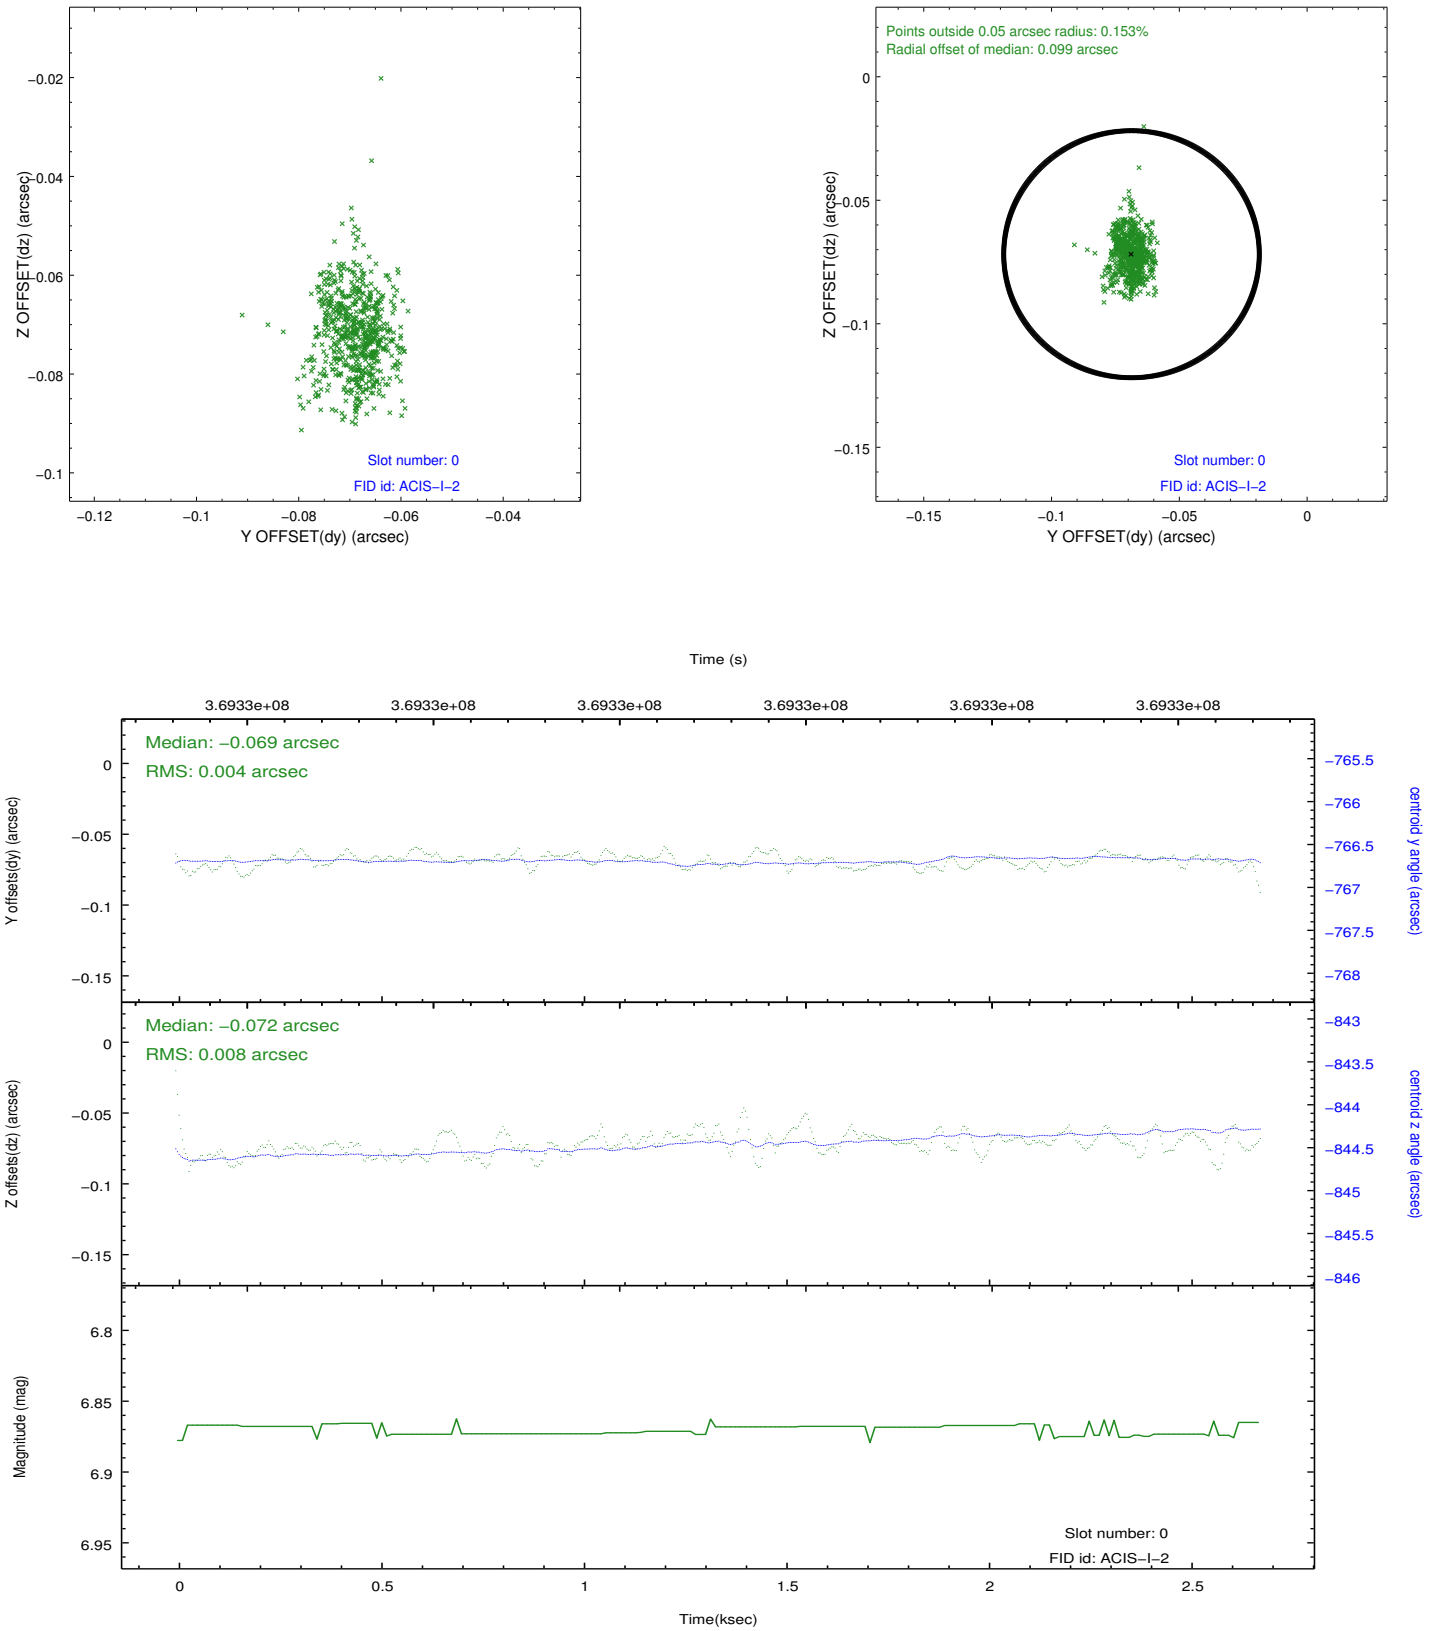 −0.02
−0.04
−0.06
−0.08
−0.1
Z OFFSET(dz) (arcsec)
Slot number: 0
FID id: ACIS−I−2
−0.12
−0.1
−0.08
−0.06
−0.04
Y OFFSET(dy) (arcsec)
Points outside 0.05 arcsec radius: 0.153%
Radial offset of median: 0.099 arcsec
0
−0.05
−0.1
−0.15
Z OFFSET(dz) (arcsec)
Slot number: 0
FID id: ACIS−I−2
−0.15
−0.1
−0.05
0
Y OFFSET(dy) (arcsec)
Time (s)
3.6933e+08
3.6933e+08
3.6933e+08
3.6933e+08
3.6933e+08
3.6933e+08
Median: −0.069 arcsec
RMS: 0.004 arcsec
0
−0.05
−0.1
−0.15
Y offsets(dy) (arcsec)
−765.5
−766
−766.5
−767
−767.5
−768
centroid y angle (arcsec)
Median: −0.072 arcsec
RMS: 0.008 arcsec
0
−0.05
−0.1
−0.15
Z offsets(dz) (arcsec)
−843
−843.5
−844
−844.5
−845
−845.5
−846
centroid z angle (arcsec)
6.8
6.85
6.9
6.95
Magnitude (mag)
Slot number: 0
FID id: ACIS−I−2
0
0.5
1
1.5
2
2.5
Time(ksec)